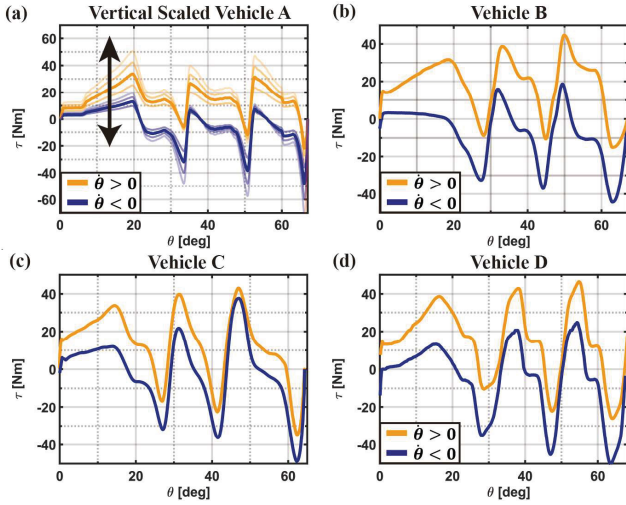 (a) Vertical Scaled Vehicle A
60
40
20
0
-20
-40
-60
τ [Nm]
θ̇ > 0
θ̇ < 0
0 20 40 60
θ [deg]
(b) Vehicle B
40
20
0
-20
-40
τ [Nm]
θ̇ > 0
θ̇ < 0
0 20 40 60
θ [deg]
(c) Vehicle C
40
20
0
-20
-40
τ [Nm]
0 20 40 60
θ [deg]
(d) Vehicle D
40
20
0
-20
-40
τ [Nm]
θ̇ > 0
θ̇ < 0
0 20 40 60
θ [deg]